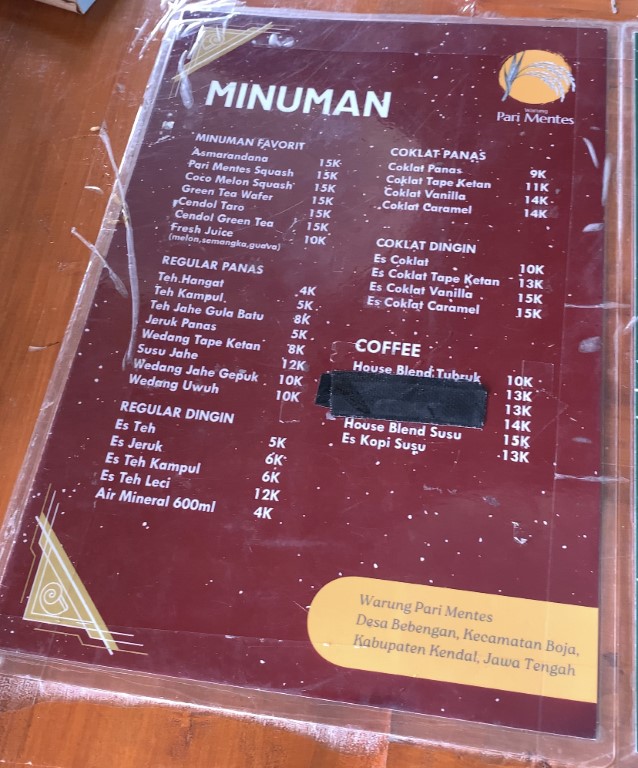 MINUMAN
WARUNG
Pari Mentes
MINUMAN FAVORIT
Asmarandana 15K
Pari Mentes Squash 15K
Coco Melon Squash 15K
Green Tea Wafer 15K
Cendol Taro 15K
Cendol Green Tea 15K
Fresh Juice 10K
(melon,semangka,guava)
REGULAR PANAS
Teh Hangat 4K
Teh Kampul 5K
Teh Jahe Gula Batu 8K
Jeruk Panas 5K
Wedang Tape Ketan 8K
Susu Jahe 12K
Wedang Jahe Gepuk 10K
Wedang Uwuh 10K
REGULAR DINGIN
Es Teh 5K
Es Jeruk 6K
Es Teh Kampul 6K
Es Teh Leci 12K
Air Mineral 600ml 4K
COKLAT PANAS
Coklat Panas 9K
Coklat Tape Ketan 11K
Coklat Vanilla 14K
Coklat Caramel 14K
COKLAT DINGIN
Es Coklat 10K
Es Coklat Tape Ketan 13K
Es Coklat Vanilla 15K
Es Coklat Caramel 15K
COFFEE
House Blend Tubruk 10K
13K
13K
14K
House Blend Susu 15K
Es Kopi Susu 13K
Warung Pari Mentes
Desa Bebengan, Kecamatan Boja,
Kabupaten Kendal, Jawa Tengah